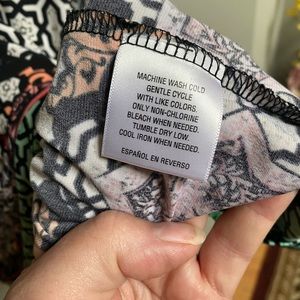 MACHINE WASH COLD
GENTLE CYCLE
WITH LIKE COLORS.
ONLY NON-CHLORINE
BLEACH WHEN NEEDED.
TUMBLE DRY LOW.
COOL IRON WHEN NEEDED.
ESPAÑOL EN REVERSO